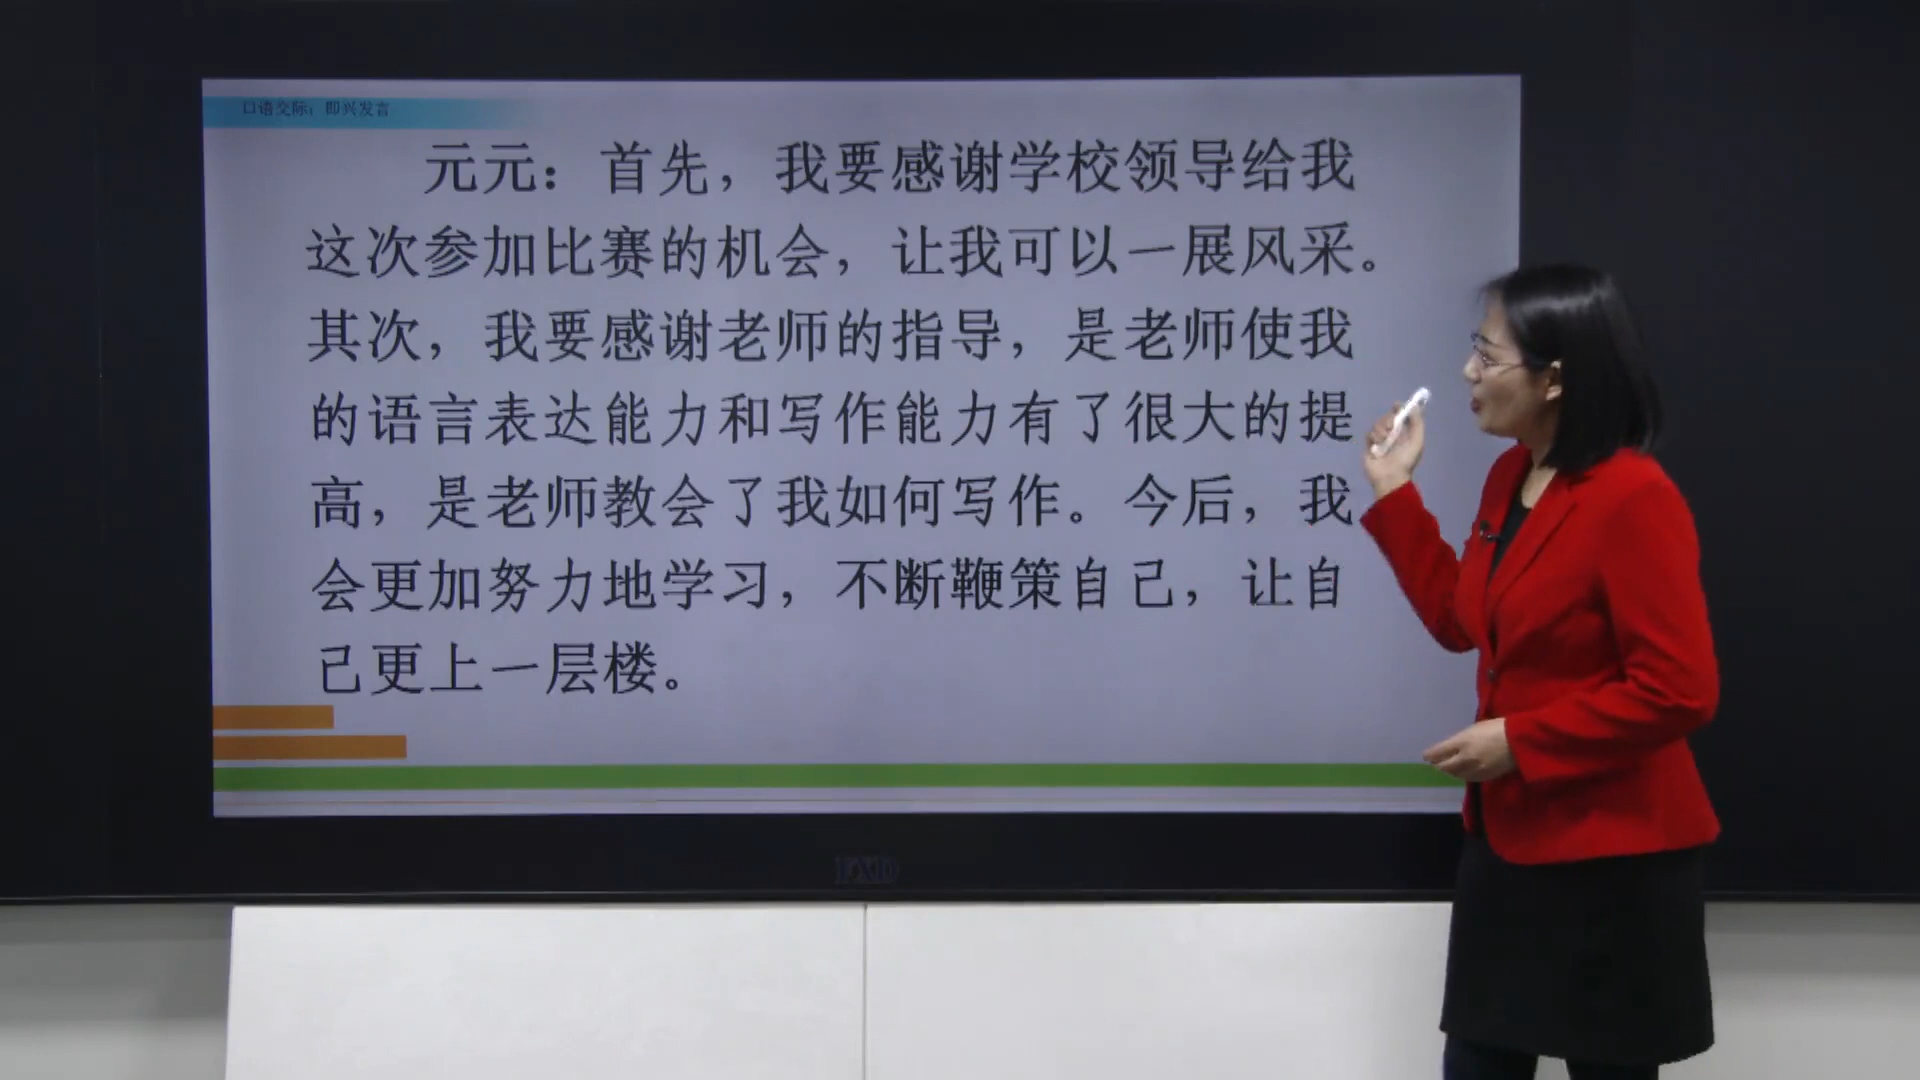 口语交际：即兴发言
元元：首先，我要感谢学校领导给我
这次参加比赛的机会，让我可以一展风采。
其次，我要感谢老师的指导，是老师使我
的语言表达能力和写作能力有了很大的提
高，是老师教会了我如何写作。今后，我
会更加努力地学习，不断鞭策自己，让自
己更上一层楼。